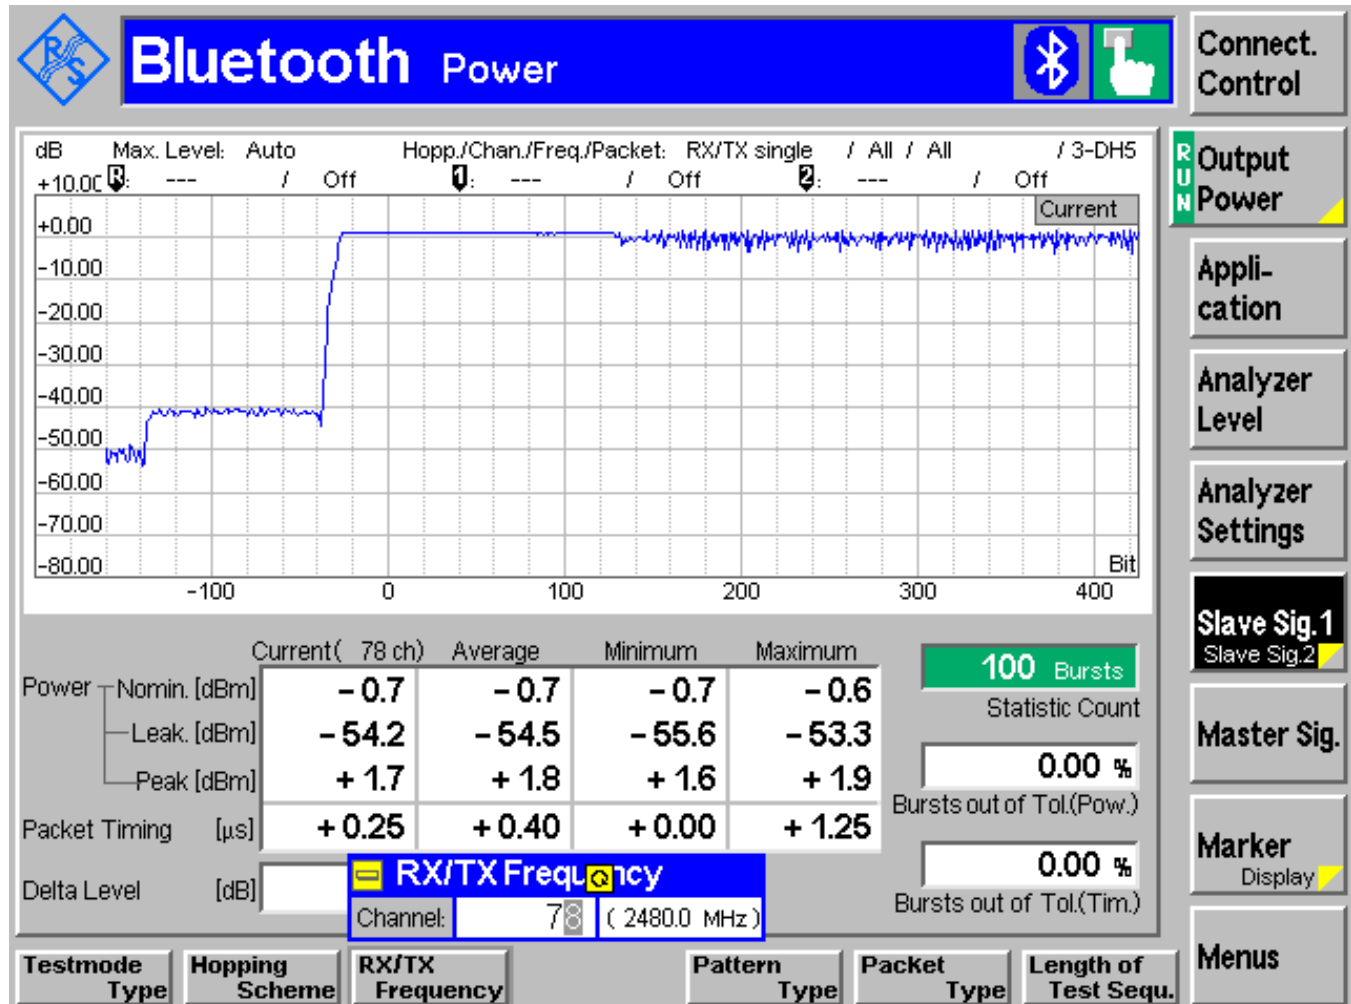 R S
Bluetooth Power
Connect. Control
dB Max. Level: Auto Hopp./Chan./Freq./Packet: RX/TX single / All / All / 3-DH5
+10.00 R: --- / Off 1: --- / Off 2: --- / Off
Current
+0.00
-10.00
-20.00
-30.00
-40.00
-50.00
-60.00
-70.00
-80.00
Bit
-100 0 100 200 300 400
RUN
Output Power
Appli-
cation
Analyzer Level
Analyzer Settings
Slave Sig.1
Slave Sig.2
Master Sig.
Marker
Display
Menus
Current( 78 ch) Average Minimum Maximum
Power Nomin. [dBm] - 0.7 - 0.7 - 0.7 - 0.6
Leak. [dBm] - 54.2 - 54.5 - 55.6 - 53.3
Peak [dBm] + 1.7 + 1.8 + 1.6 + 1.9
Packet Timing [µs] + 0.25 + 0.40 + 0.00 + 1.25
Delta Level [dB]
100 Bursts
Statistic Count
0.00 %
Bursts out of Tol.(Pow.)
0.00 %
Bursts out of Tol.(Tim.)
RX/TX Frequ
ncy
Channel: 78 ( 2480.0 MHz )
Testmode Type
Hopping Scheme
RX/TX Frequency
Pattern Type
Packet Type
Length of Test Sequ.